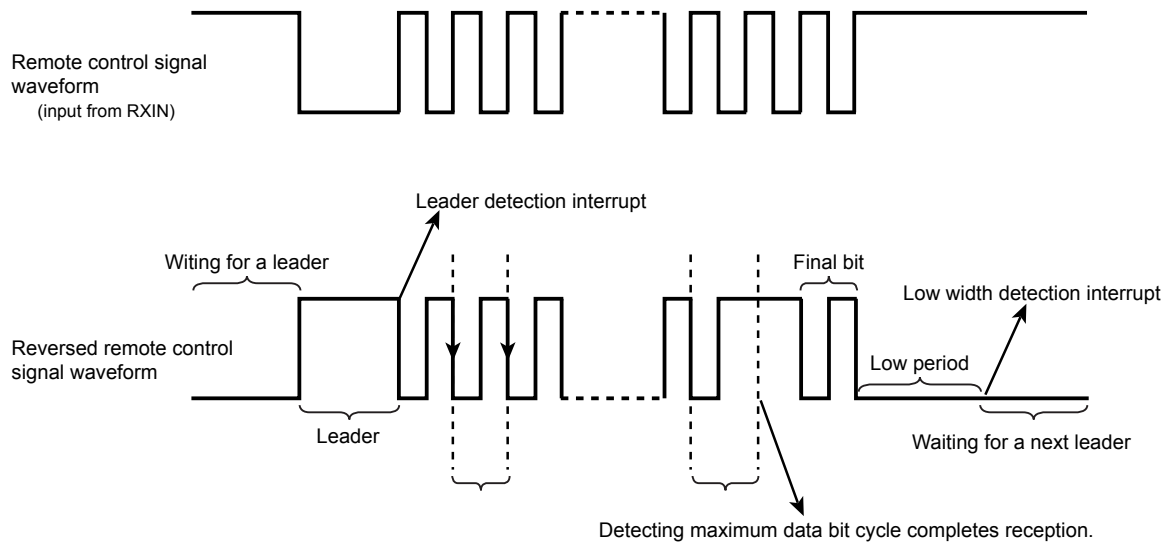 Remote control signal
waveform
(input from RXIN)
Leader detection interrupt
Witing for a leader
Final bit
Low width detection interrupt
Reversed remote control
signal waveform
Low period
Leader
Waiting for a next leader
Detecting maximum data bit cycle completes reception.